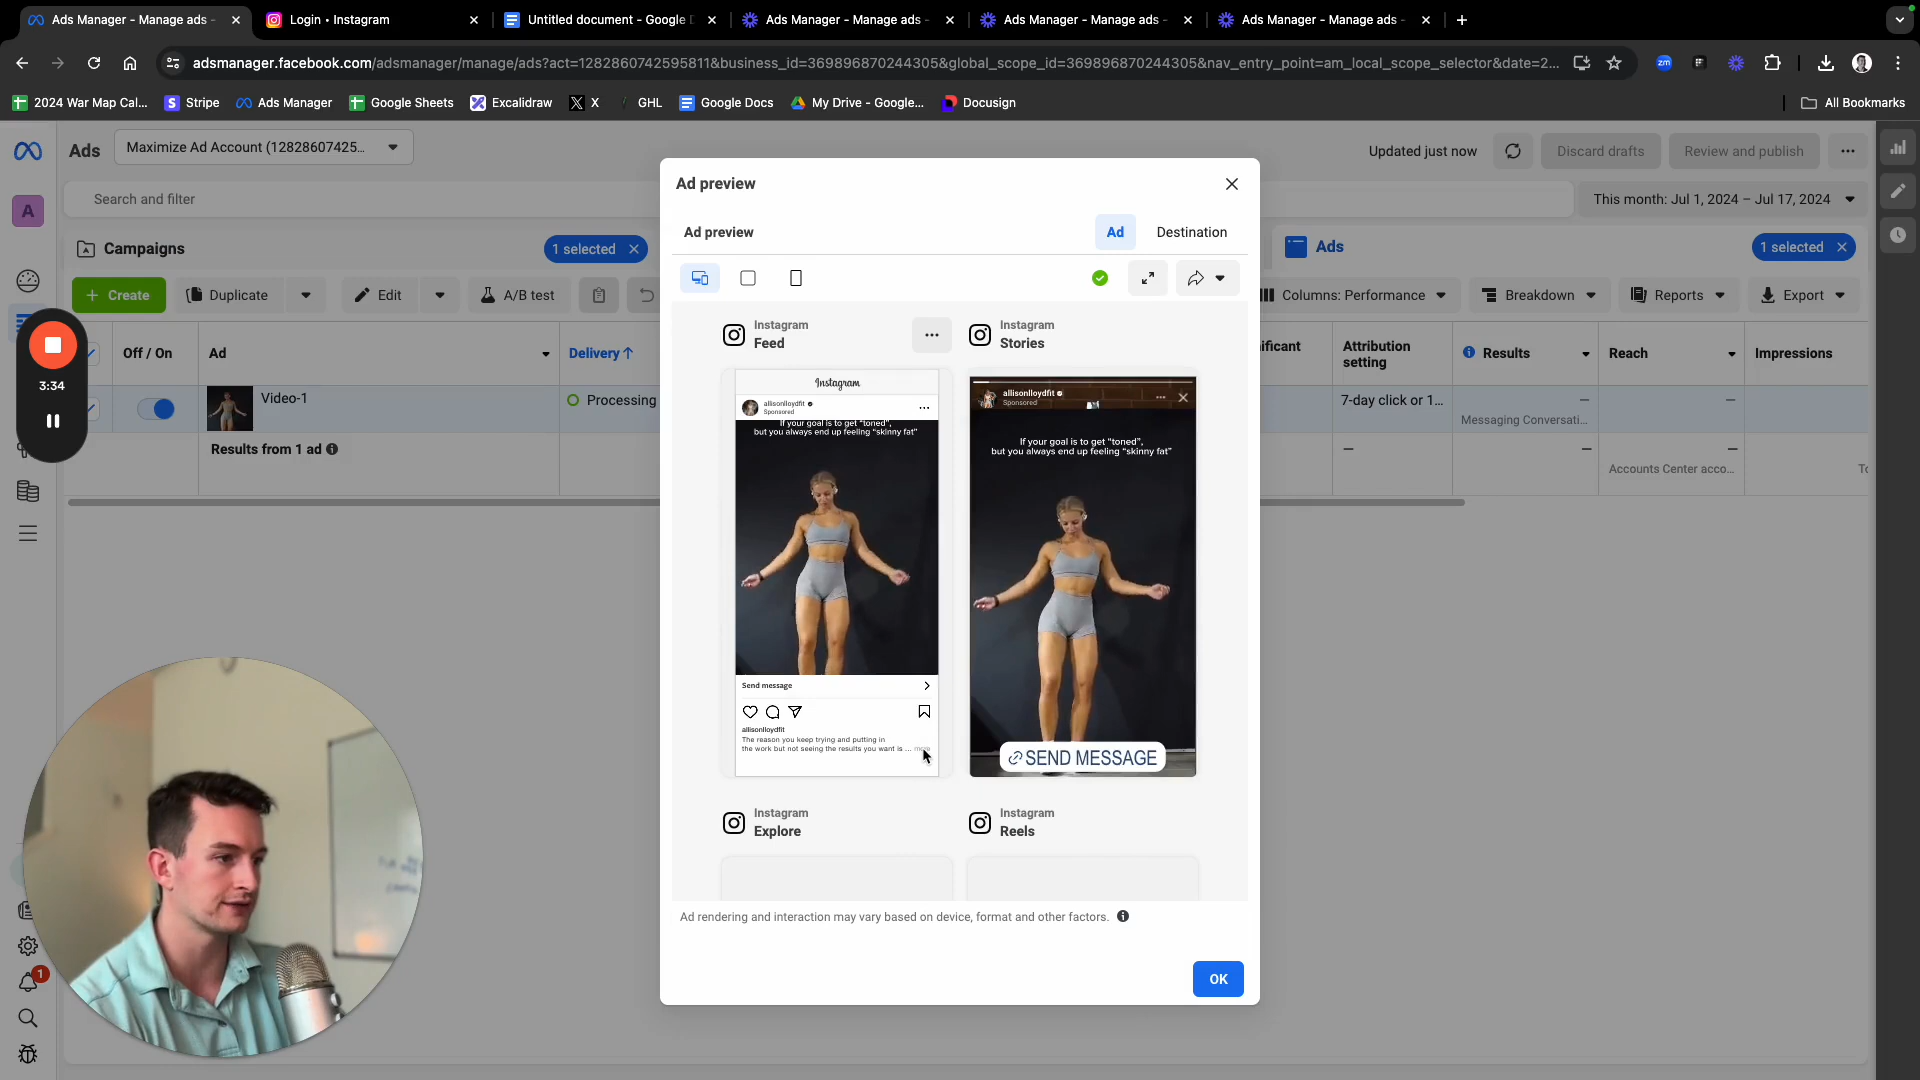 Ads Manager - Manage ads -
Login • Instagram
Untitled document - Google D
Ads Manager - Manage ads -
Ads Manager - Manage ads -
Ads Manager - Manage ads -
adsmanager.facebook.com/adsmanager/manage/ads?act=1282860742595811&business_id=369896870244305&global_scope_id=369896870244305&nav_entry_point=am_local_scope_selector&date=2...
2024 War Map Cal...
Stripe
Ads Manager
Google Sheets
Excalidraw
X
GHL
Google Docs
My Drive - Google...
Docusign
All Bookmarks
Ads
Maximize Ad Account (12828607425...
Updated just now
Discard drafts
Review and publish
Search and filter
This month: Jul 1, 2024 – Jul 17, 2024
A
Campaigns
1 selected
Ads
1 selected
+ Create
Duplicate
Edit
A/B test
Columns: Performance
Breakdown
Reports
Export
Off / On
Ad
Delivery ↑
Attribution
setting
Results
Reach
Impressions
Video-1
Processing
7-day click or 1...
—
Messaging Conversati...
—
Results from 1 ad
—
—
—
Accounts Center acco...
3:34
1
Ad preview
Ad preview
Ad
Destination
Instagram
Feed
Instagram
Stories
Instagram
allisonlloydfit
Sponsored
If your goal is to get “toned”,
but you always end up feeling “skinny fat”
Send message
allisonlloydfit
The reason you keep trying and putting in
the work but not seeing the results you want is ... more
allisonlloydfit
Sponsored
If your goal is to get “toned”,
but you always end up feeling “skinny fat”
SEND MESSAGE
Instagram
Explore
Instagram
Reels
Ad rendering and interaction may vary based on device, format and other factors.
OK